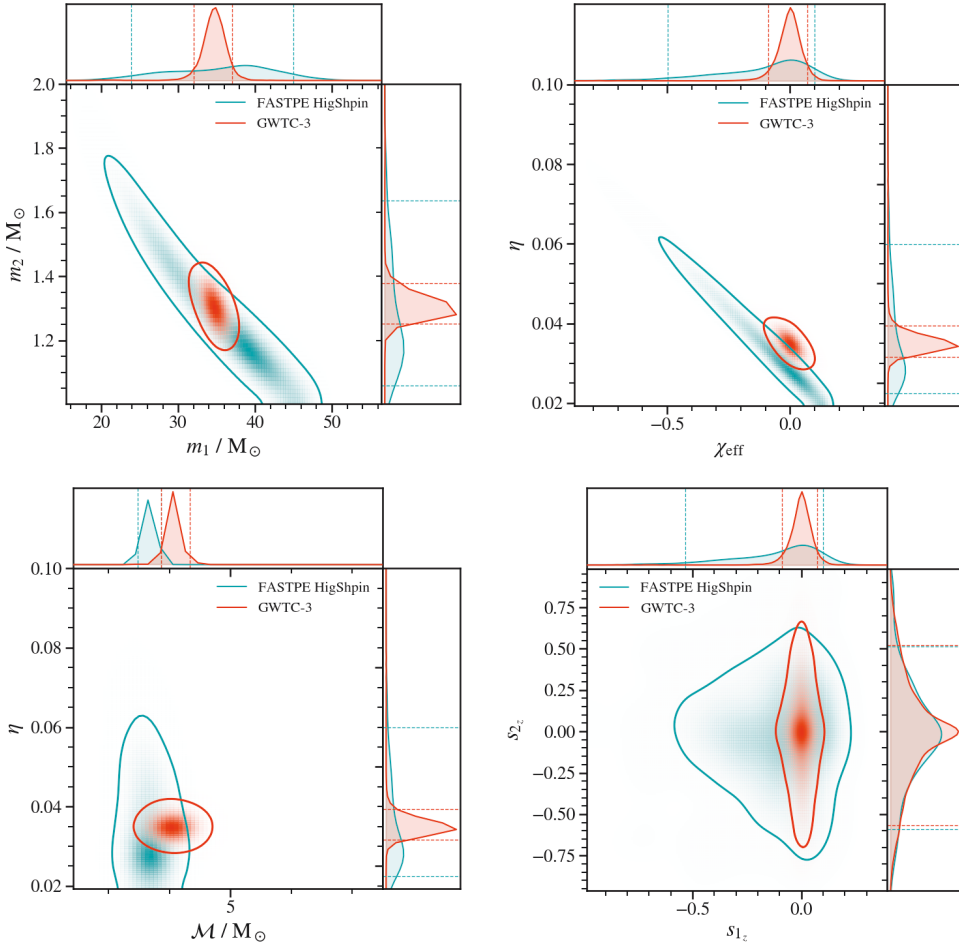 2.0
1.8
1.6
1.4
1.2
m₂ / M⊙
FASTPE HigShpin
GWTC-3
20
30
40
50
m₁ / M⊙
0.10
0.08
0.06
0.04
0.02
η
FASTPE HigShpin
GWTC-3
−0.5
0.0
χeff
0.10
0.08
0.06
0.04
0.02
η
FASTPE HigShpin
GWTC-3
5
ℳ / M⊙
0.75
0.50
0.25
0.00
−0.25
−0.50
−0.75
s₂z
FASTPE HigShpin
GWTC-3
−0.5
0.0
s₁z